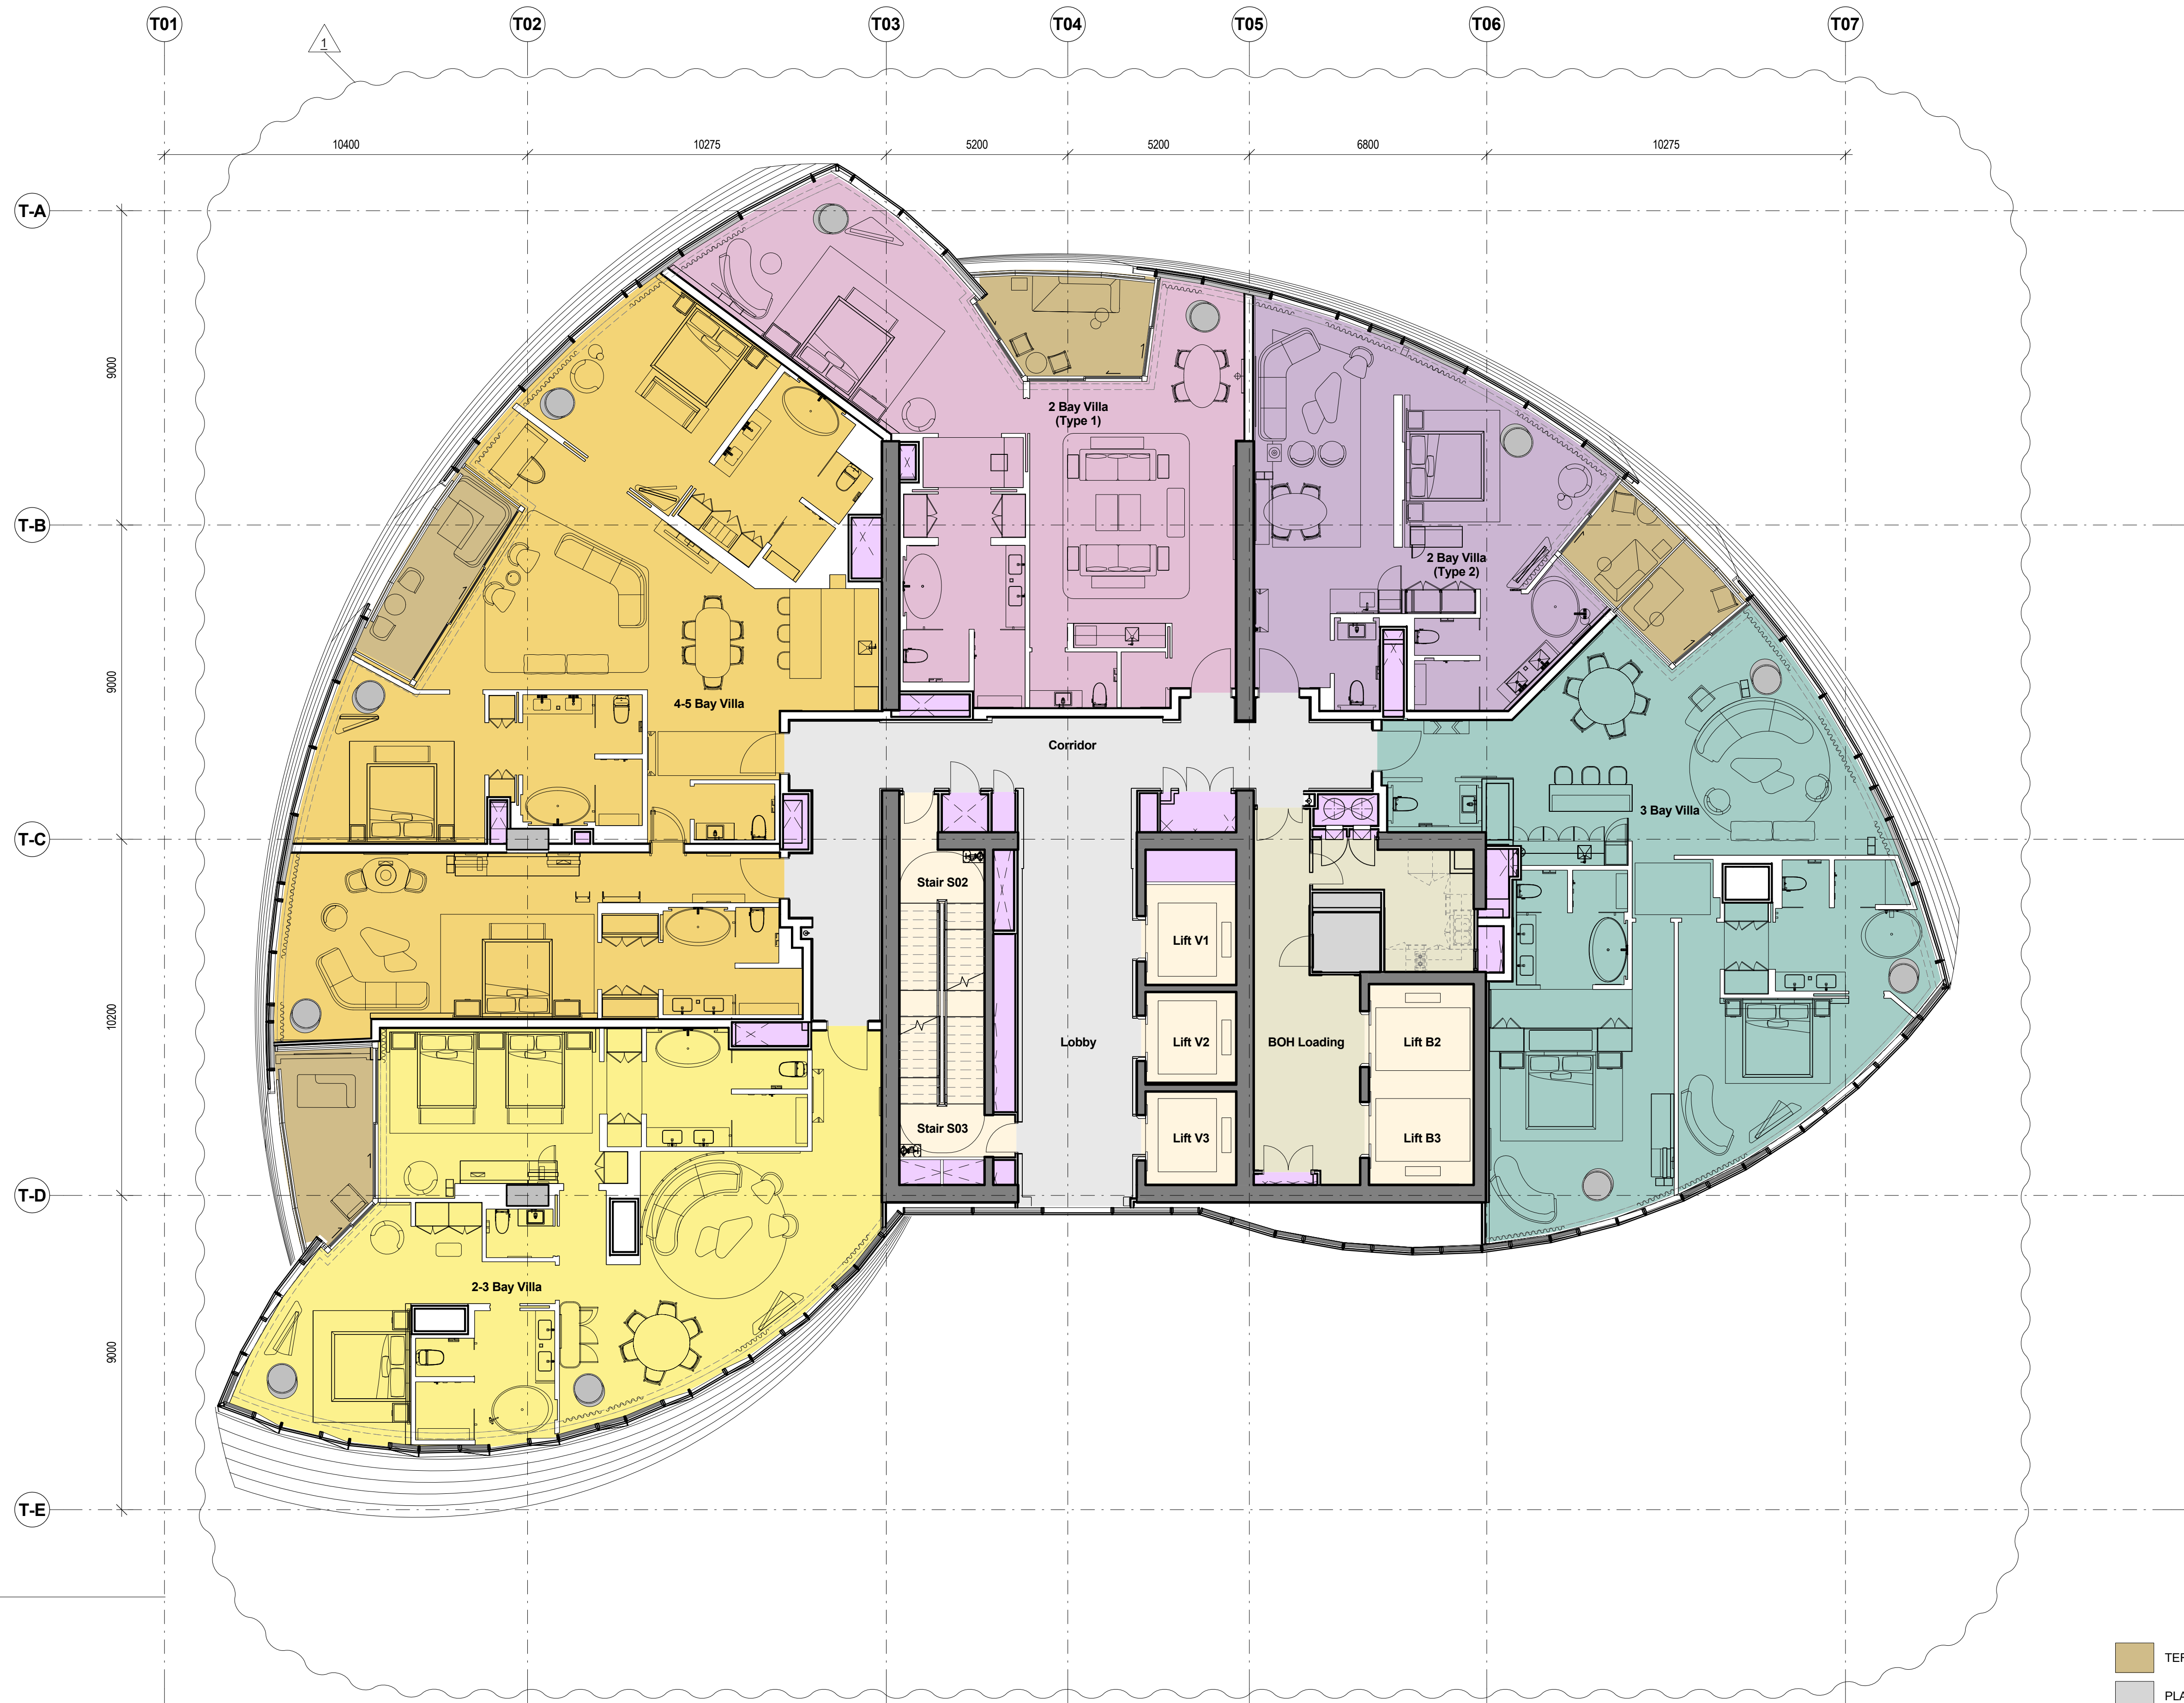 T01 T02 T03 T04 T05 T06 T07
1
10400 10275 5200 5200 6800 10275
T-A
9000
2 Bay Villa
(Type 1)
T-B
2 Bay Villa
(Type 2)
9000
4-5 Bay Villa
Corridor
3 Bay Villa
T-C
Stair S02
Lift V1
10200
Lobby
Lift V2
BOH Loading
Lift B2
Stair S03
Lift V3
Lift B3
T-D
2-3 Bay Villa
9000
T-E